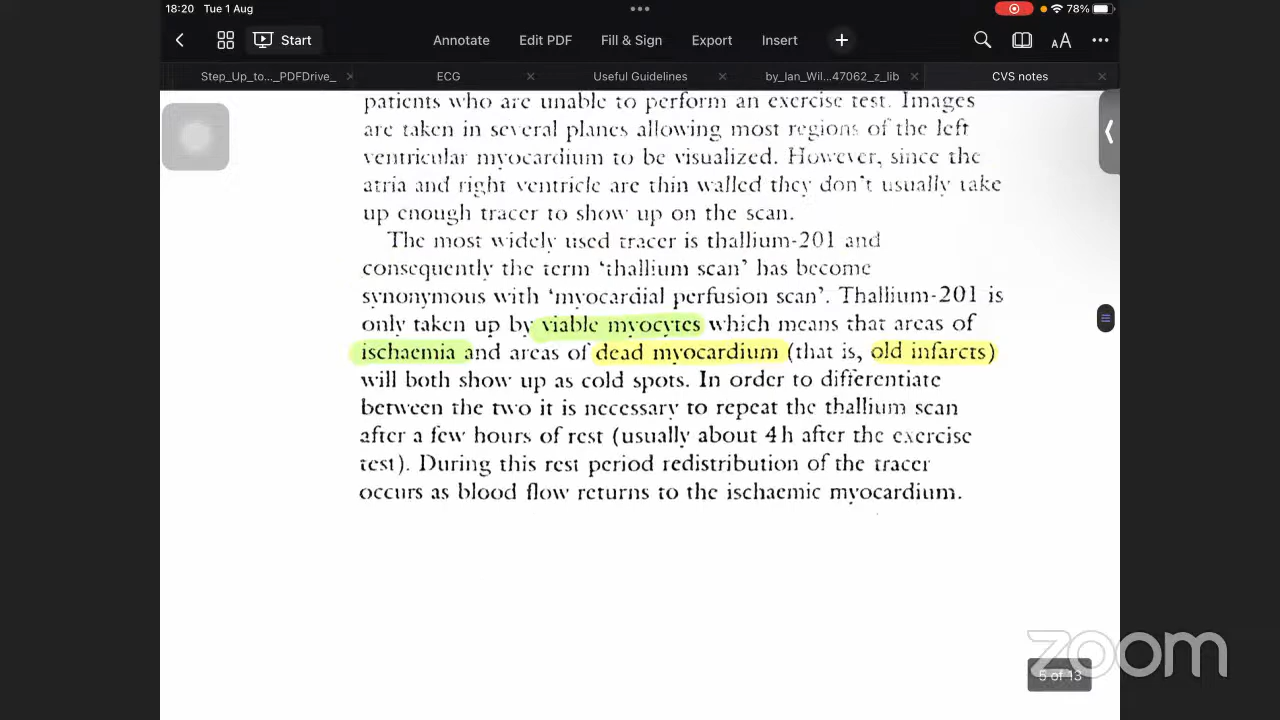 18:20 Tue 1 Aug
78%
Start
Annotate
Edit PDF
Fill & Sign
Export
Insert
AA
Step_Up_to..._PDFDrive_
ECG
Useful Guidelines
by_Ian_Wil...47062_z_lib
CVS notes
patients who are unable to perform an exercise test. Images
are taken in several planes allowing most regions of the left
ventricular myocardium to be visualized. However, since the
atria and right ventricle are thin walled they don't usually take
up enough tracer to show up on the scan.
The most widely used tracer is thallium-201 and
consequently the term 'thallium scan' has become
synonymous with 'myocardial perfusion scan'. Thallium-201 is
only taken up by viable myocytes which means that areas of
ischaemia and areas of dead myocardium (that is, old infarcts)
will both show up as cold spots. In order to differentiate
between the two it is necessary to repeat the thallium scan
after a few hours of rest (usually about 4h after the exercise
test). During this rest period redistribution of the tracer
occurs as blood flow returns to the ischaemic myocardium.
zoom
5 of 13